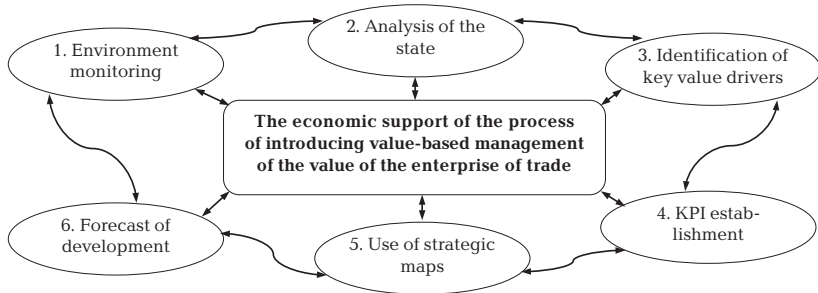 1. Environment
monitoring
2. Analysis of the
state
3. Identification of
key value drivers
The economic support of the process
of introducing value-based management
of the value of the enterprise of trade
6. Forecast of
development
5. Use of strategic
maps
4. KPI estab-
lishment